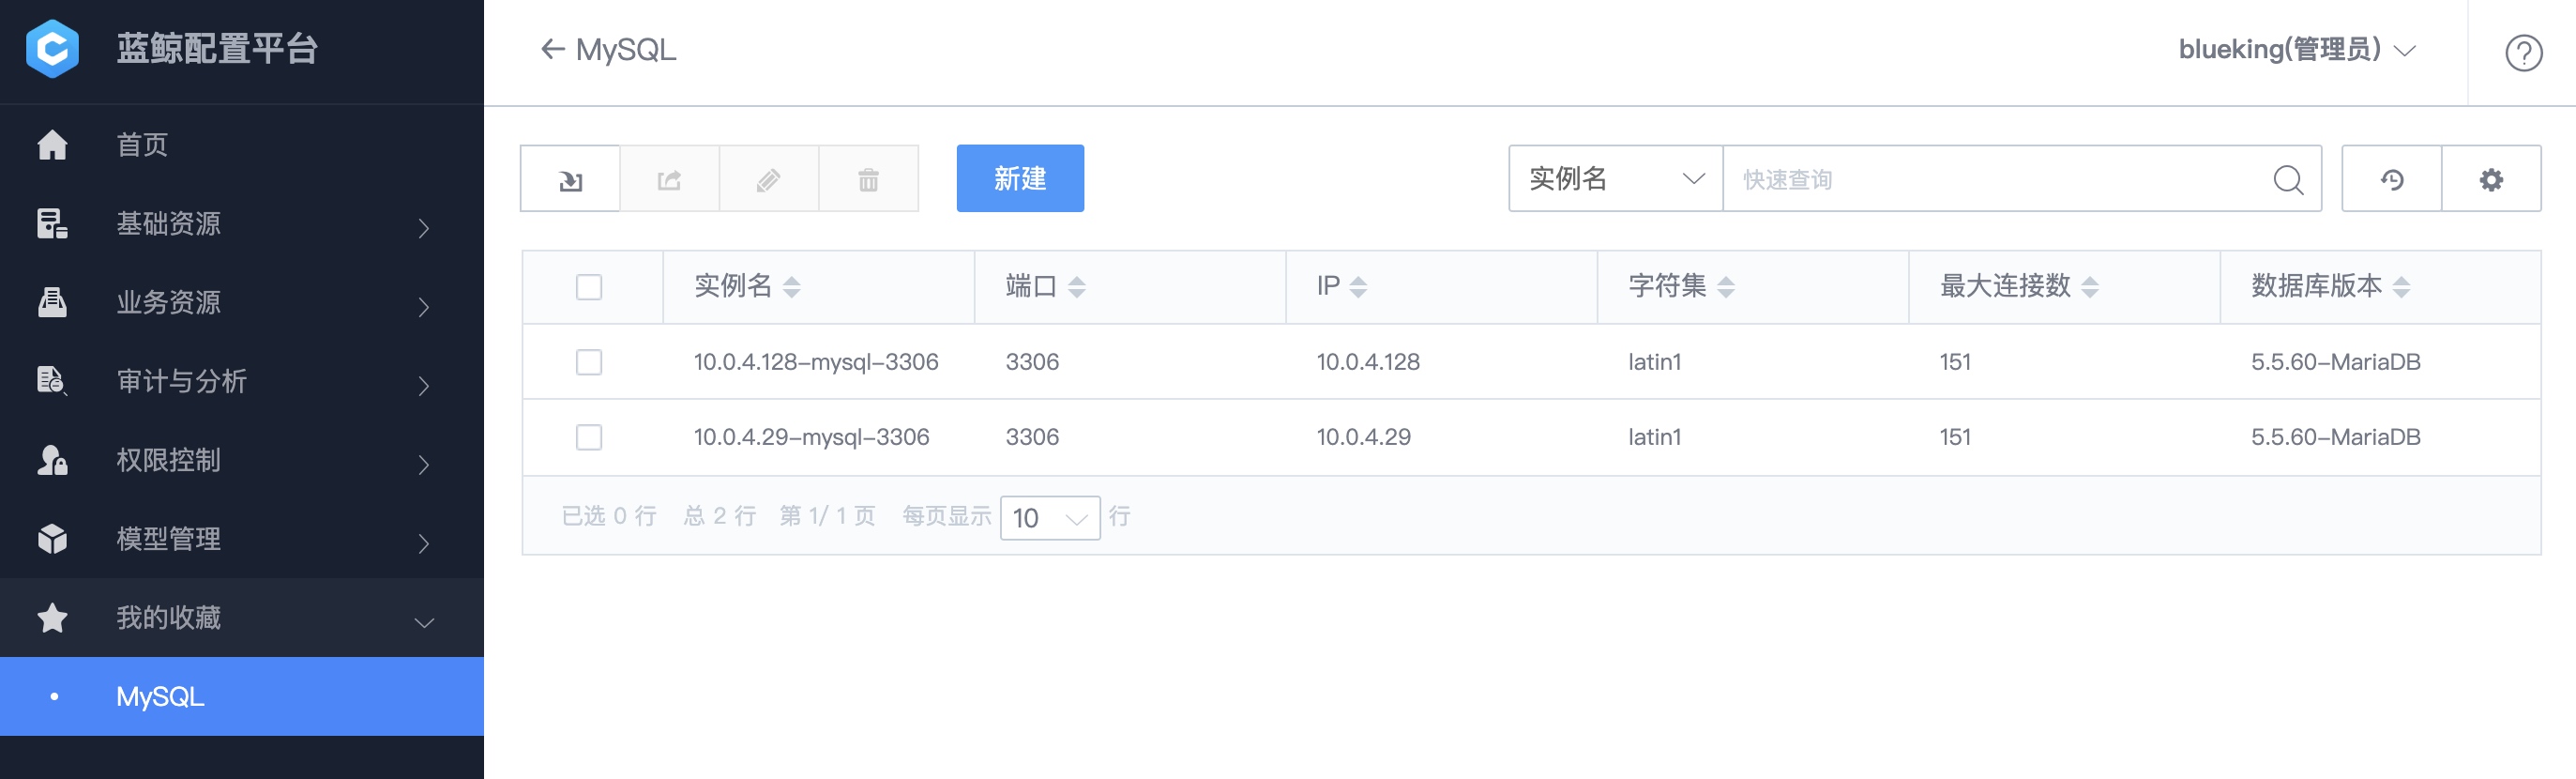 蓝鲸配置平台
← MySQL
blueking(管理员)
首页
基础资源
业务资源
审计与分析
权限控制
模型管理
我的收藏
• MySQL
新建
实例名
快速查询
实例名 端口 IP 字符集 最大连接数 数据库版本
10.0.4.128-mysql-3306 3306 10.0.4.128 latin1 151 5.5.60-MariaDB
10.0.4.29-mysql-3306 3306 10.0.4.29 latin1 151 5.5.60-MariaDB
已选 0 行 总 2 行 第 1/ 1 页 每页显示 10 行